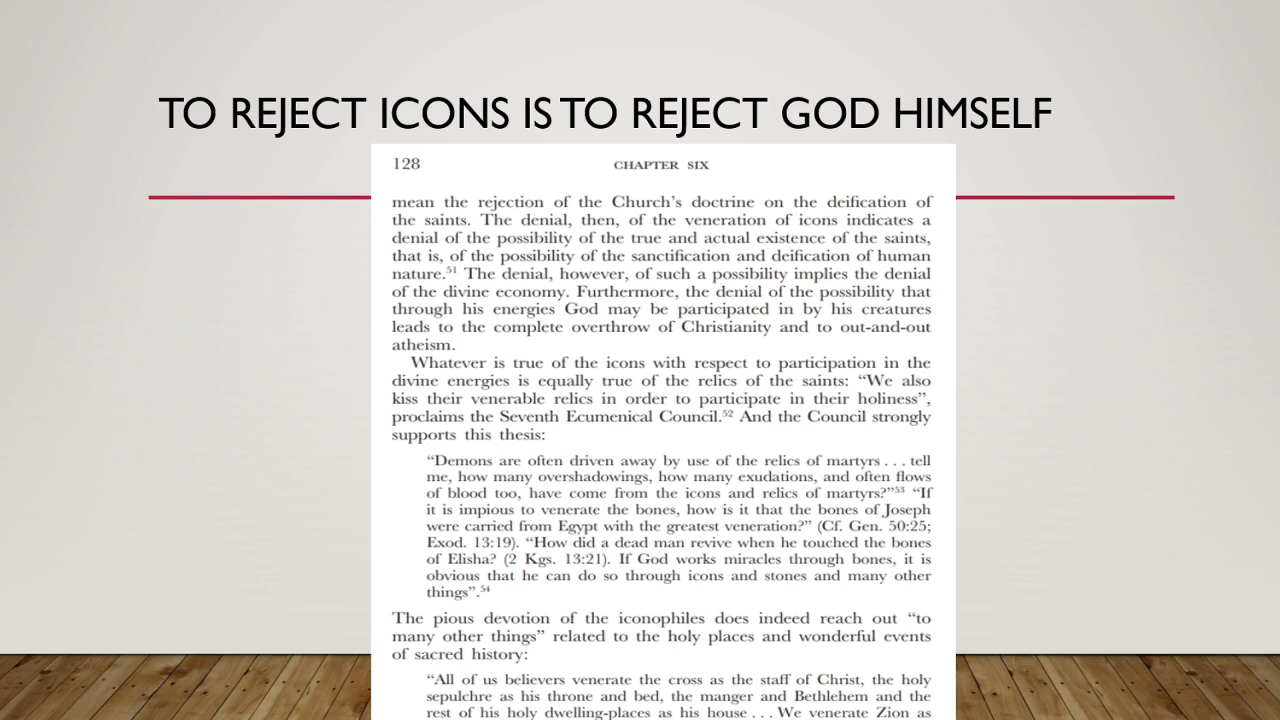 TO REJECT ICONS IS TO REJECT GOD HIMSELF
128 CHAPTER SIX
mean the rejection of the Church's doctrine on the deification of
the saints. The denial, then, of the veneration of icons indicates a
denial of the possibility of the true and actual existence of the saints,
that is, of the possibility of the sanctification and deification of human
nature.⁵¹ The denial, however, of such a possibility implies the denial
of the divine economy. Furthermore, the denial of the possibility that
through his energies God may be participated in by his creatures
leads to the complete overthrow of Christianity and to out-and-out
atheism.
Whatever is true of the icons with respect to participation in the
divine energies is equally true of the relics of the saints: “We also
kiss their venerable relics in order to participate in their holiness”,
proclaims the Seventh Ecumenical Council.⁵² And the Council strongly
supports this thesis:
“Demons are often driven away by use of the relics of martyrs . . . tell
me, how many overshadowings, how many exudations, and often flows
of blood too, have come from the icons and relics of martyrs?”⁵³ “If
it is impious to venerate the bones, how is it that the bones of Joseph
were carried from Egypt with the greatest veneration?” (Cf. Gen. 50:25;
Exod. 13:19). “How did a dead man revive when he touched the bones
of Elisha? (2 Kgs. 13:21). If God works miracles through bones, it is
obvious that he can do so through icons and stones and many other
things”.⁵⁴
The pious devotion of the iconophiles does indeed reach out “to
many other things” related to the holy places and wonderful events
of sacred history:
“All of us believers venerate the cross as the staff of Christ, the holy
sepulchre as his throne and bed, the manger and Bethlehem and the
rest of his holy dwelling-places as his house . . . We venerate Zion as